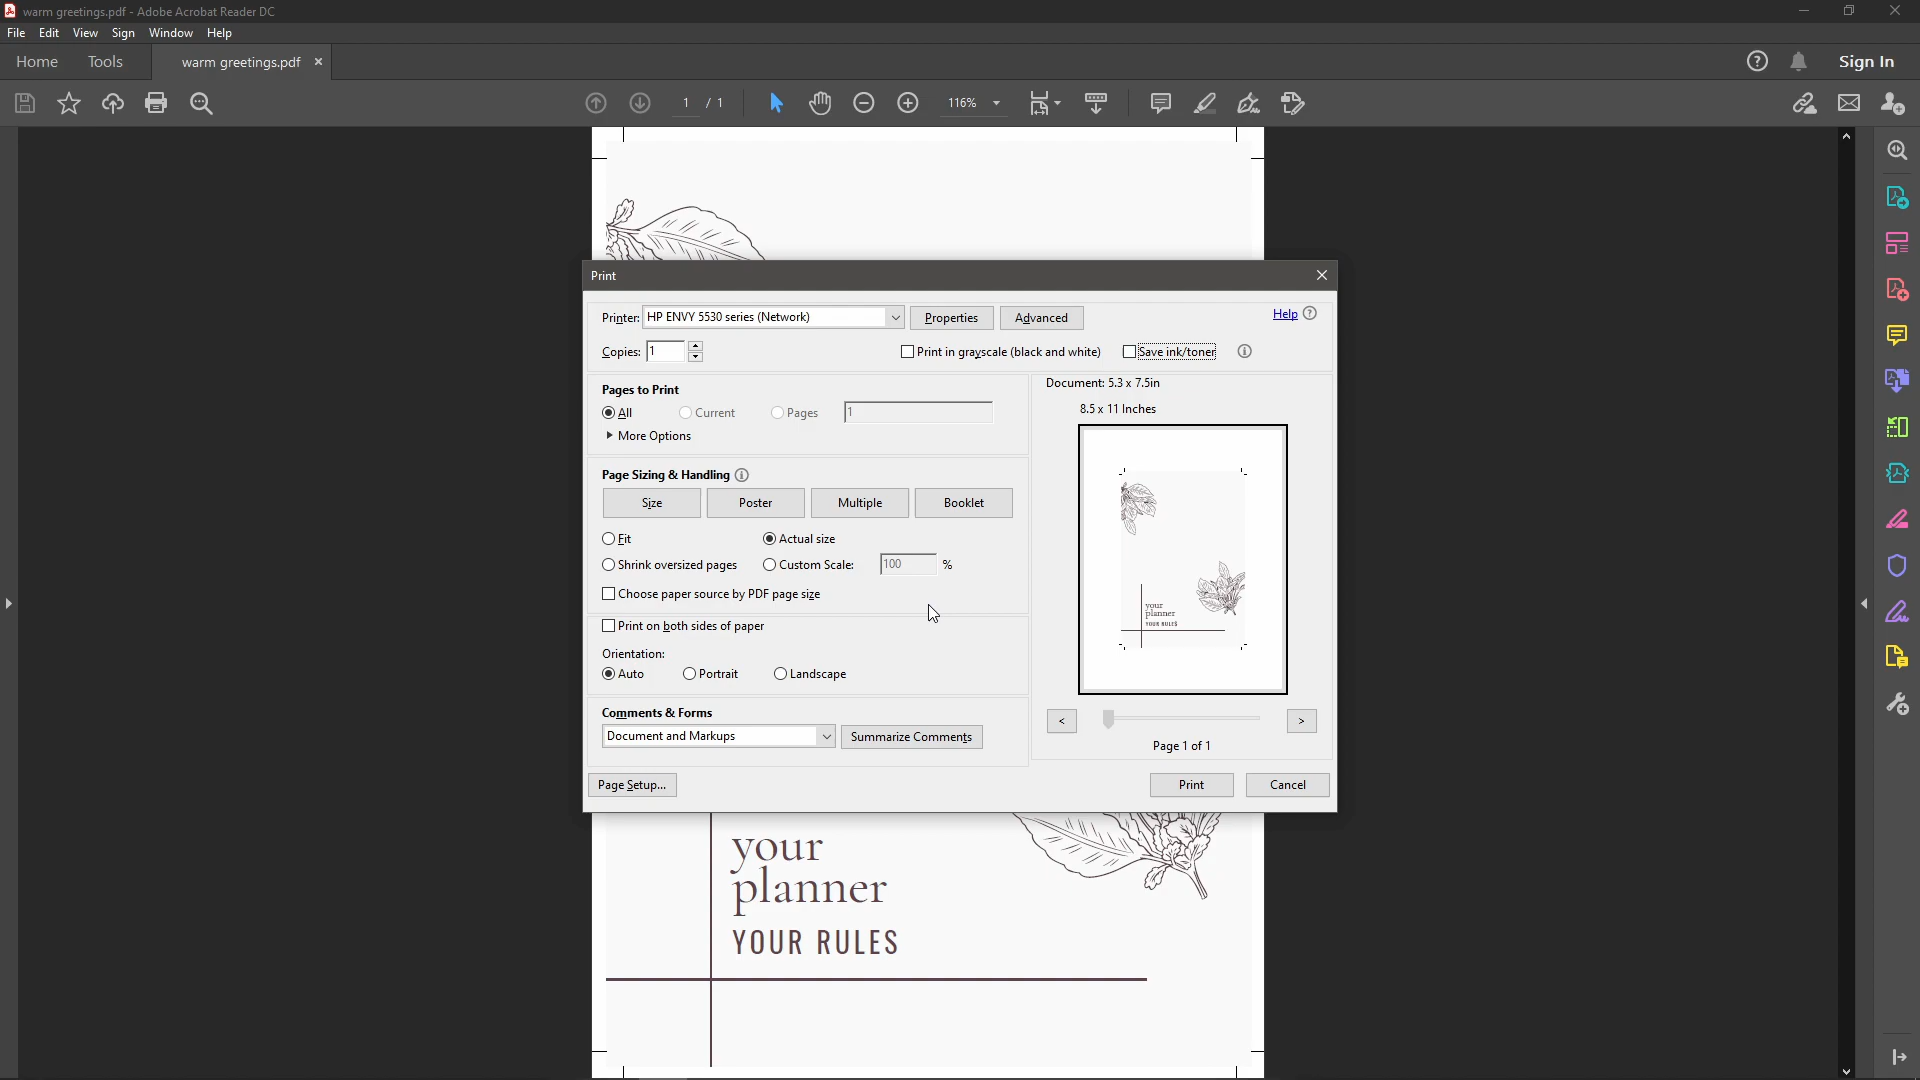 warm greetings.pdf - Adobe Acrobat Reader DC
File Edit View Sign Window Help
Home Tools warm greetings.pdf Sign In
1 / 1 116%
Print
Printer: HP ENVY 5530 series (Network) Properties Advanced Help
Copies: 1 Print in grayscale (black and white) Save ink/toner
Pages to Print
All Current Pages 1
More Options
Page Sizing & Handling
Size Poster Multiple Booklet
Fit Actual size
Shrink oversized pages Custom Scale: 100 %
Choose paper source by PDF page size
Print on both sides of paper
Orientation:
Auto Portrait Landscape
Comments & Forms
Document and Markups Summarize Comments
Page Setup...
Document: 5.3 x 7.5in
8.5 x 11 Inches
your
planner
YOUR RULES
< >
Page 1 of 1
Print Cancel
your
planner
YOUR RULES